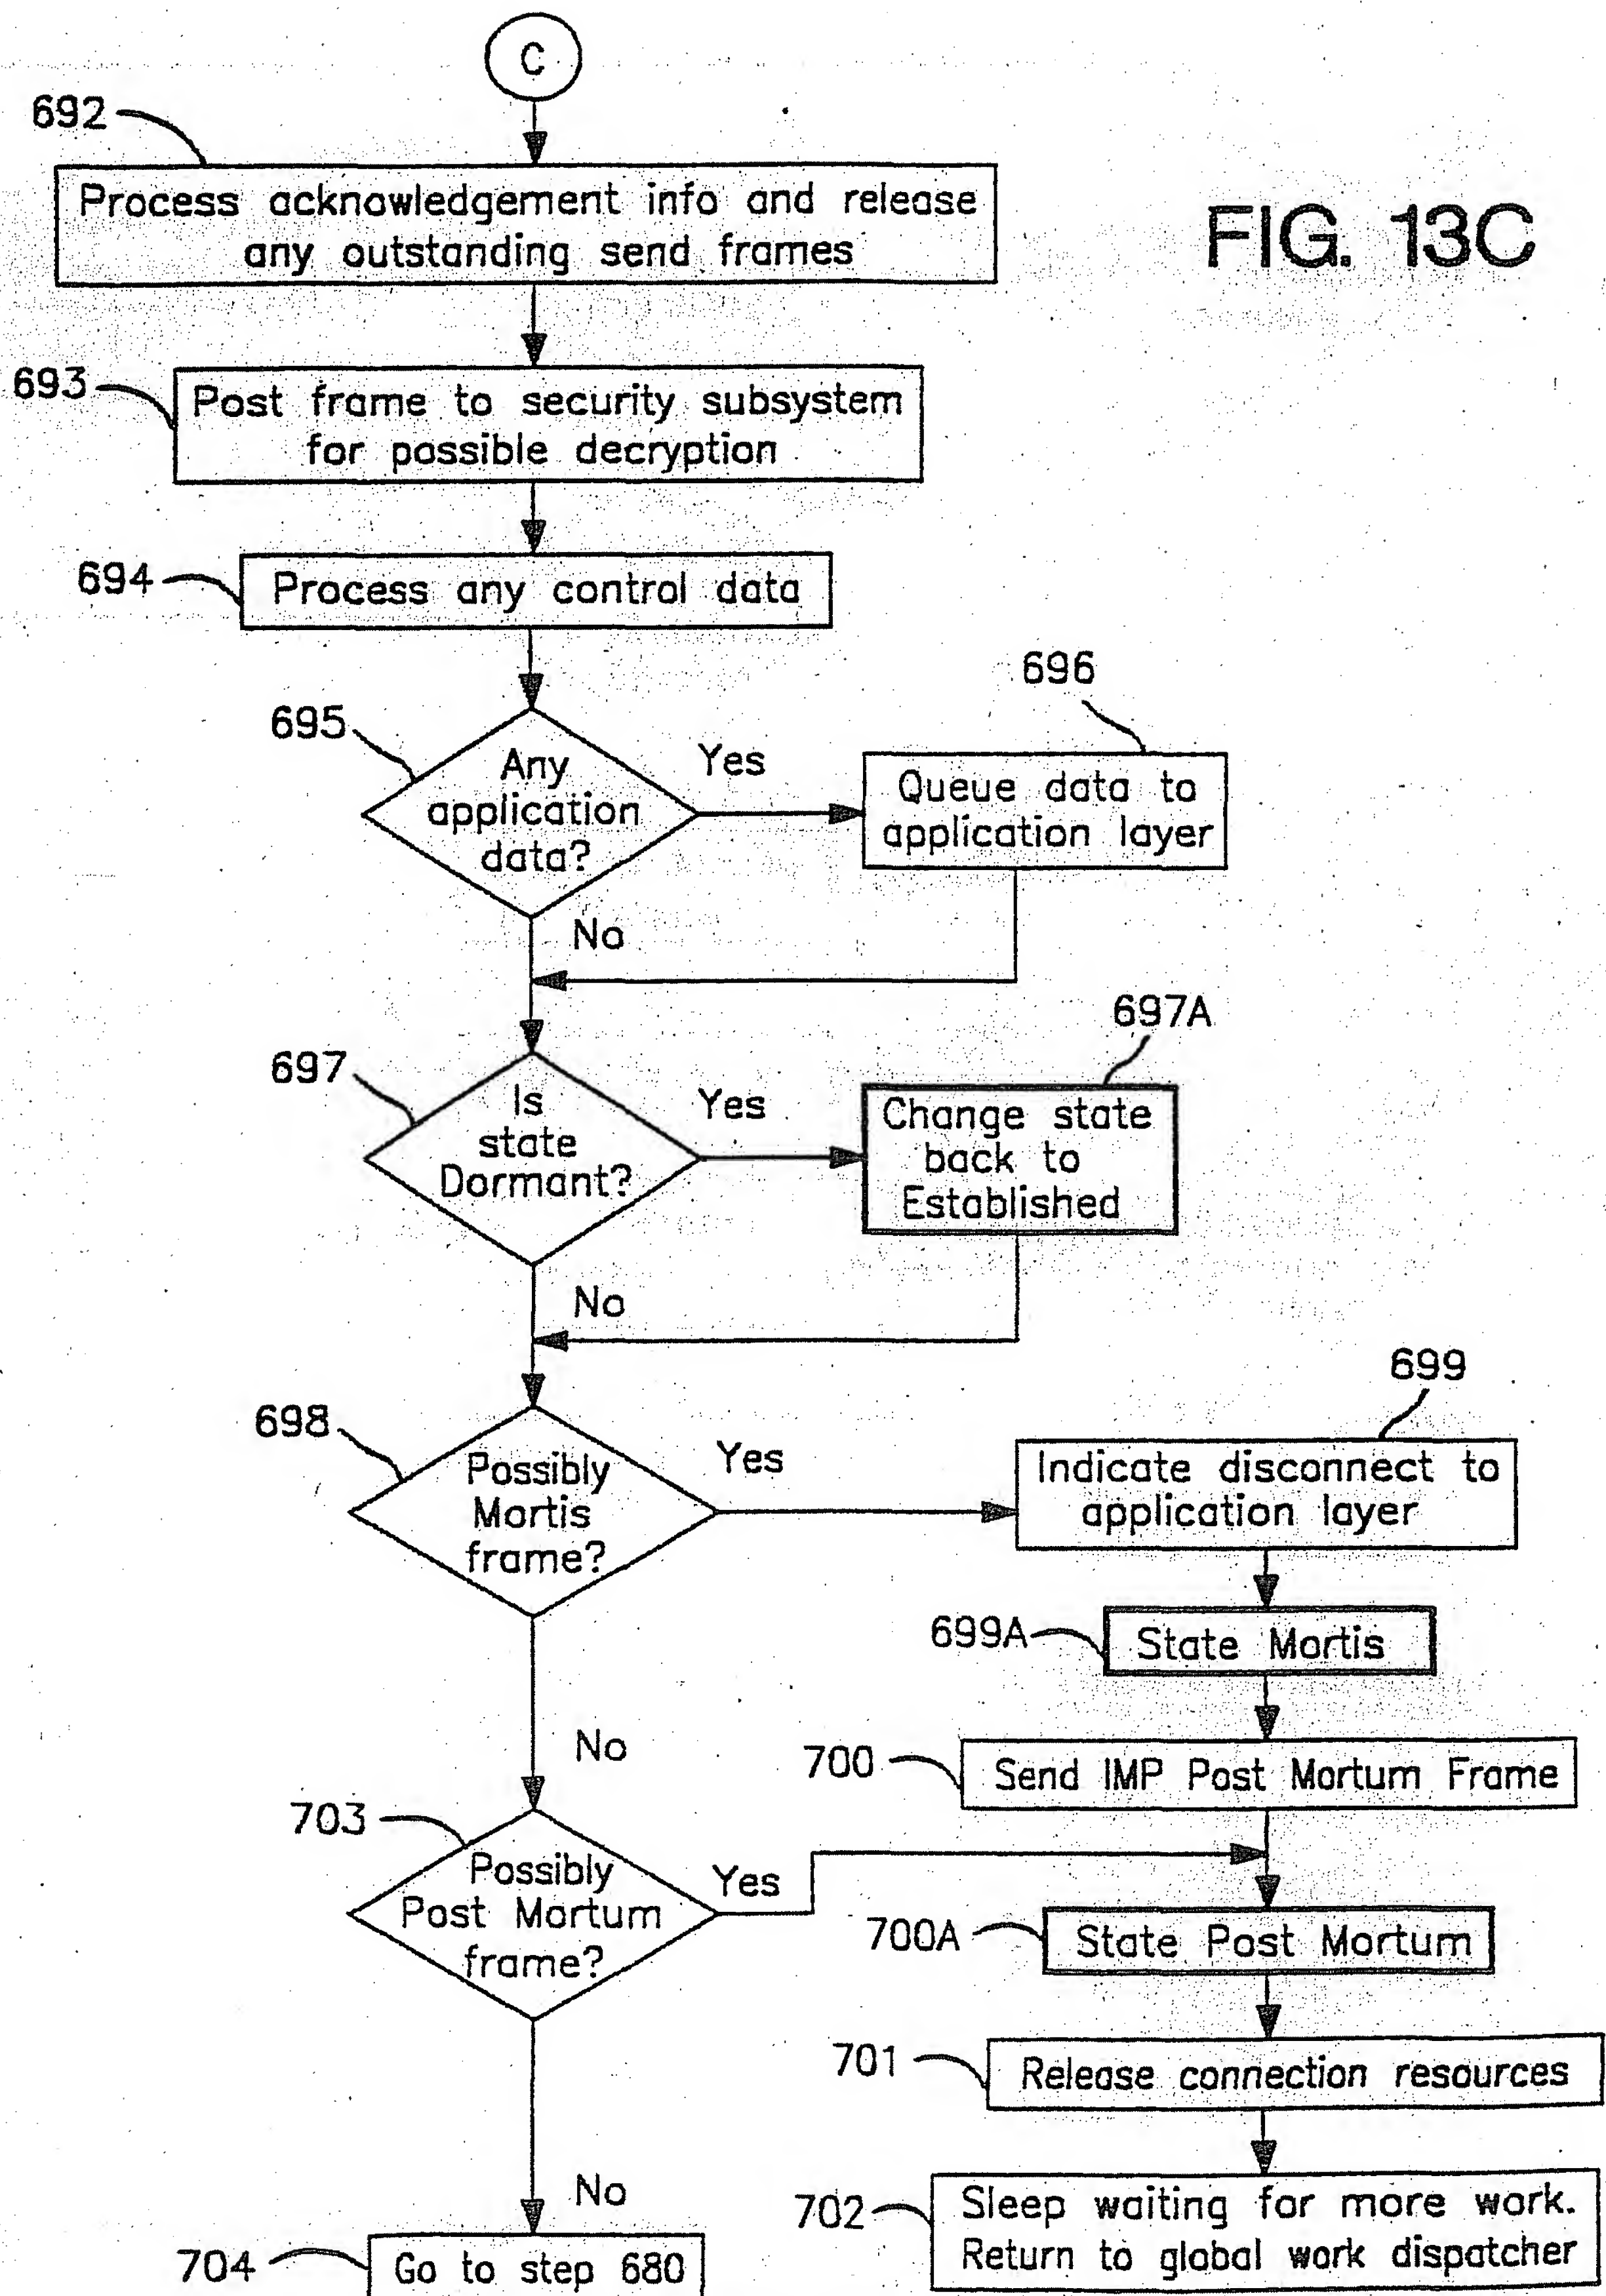 C
692
Process acknowledgement info and release
any outstanding send frames
FIG. 13C
693
Post frame to security subsystem
for possible decryption
694
Process any control data
695
Any
application
data?
Yes
696
Queue data to
application layer
No
697
Is
state
Dormant?
Yes
697A
Change state
back to
Established
No
698
Possibly
Mortis
frame?
Yes
699
Indicate disconnect to
application layer
699A
State Mortis
No
700
Send IMP Post Mortum Frame
703
Possibly
Post Mortum
frame?
Yes
700A
State Post Mortum
701
Release connection resources
No
702
Sleep waiting for more work.
Return to global work dispatcher
704
Go to step 680